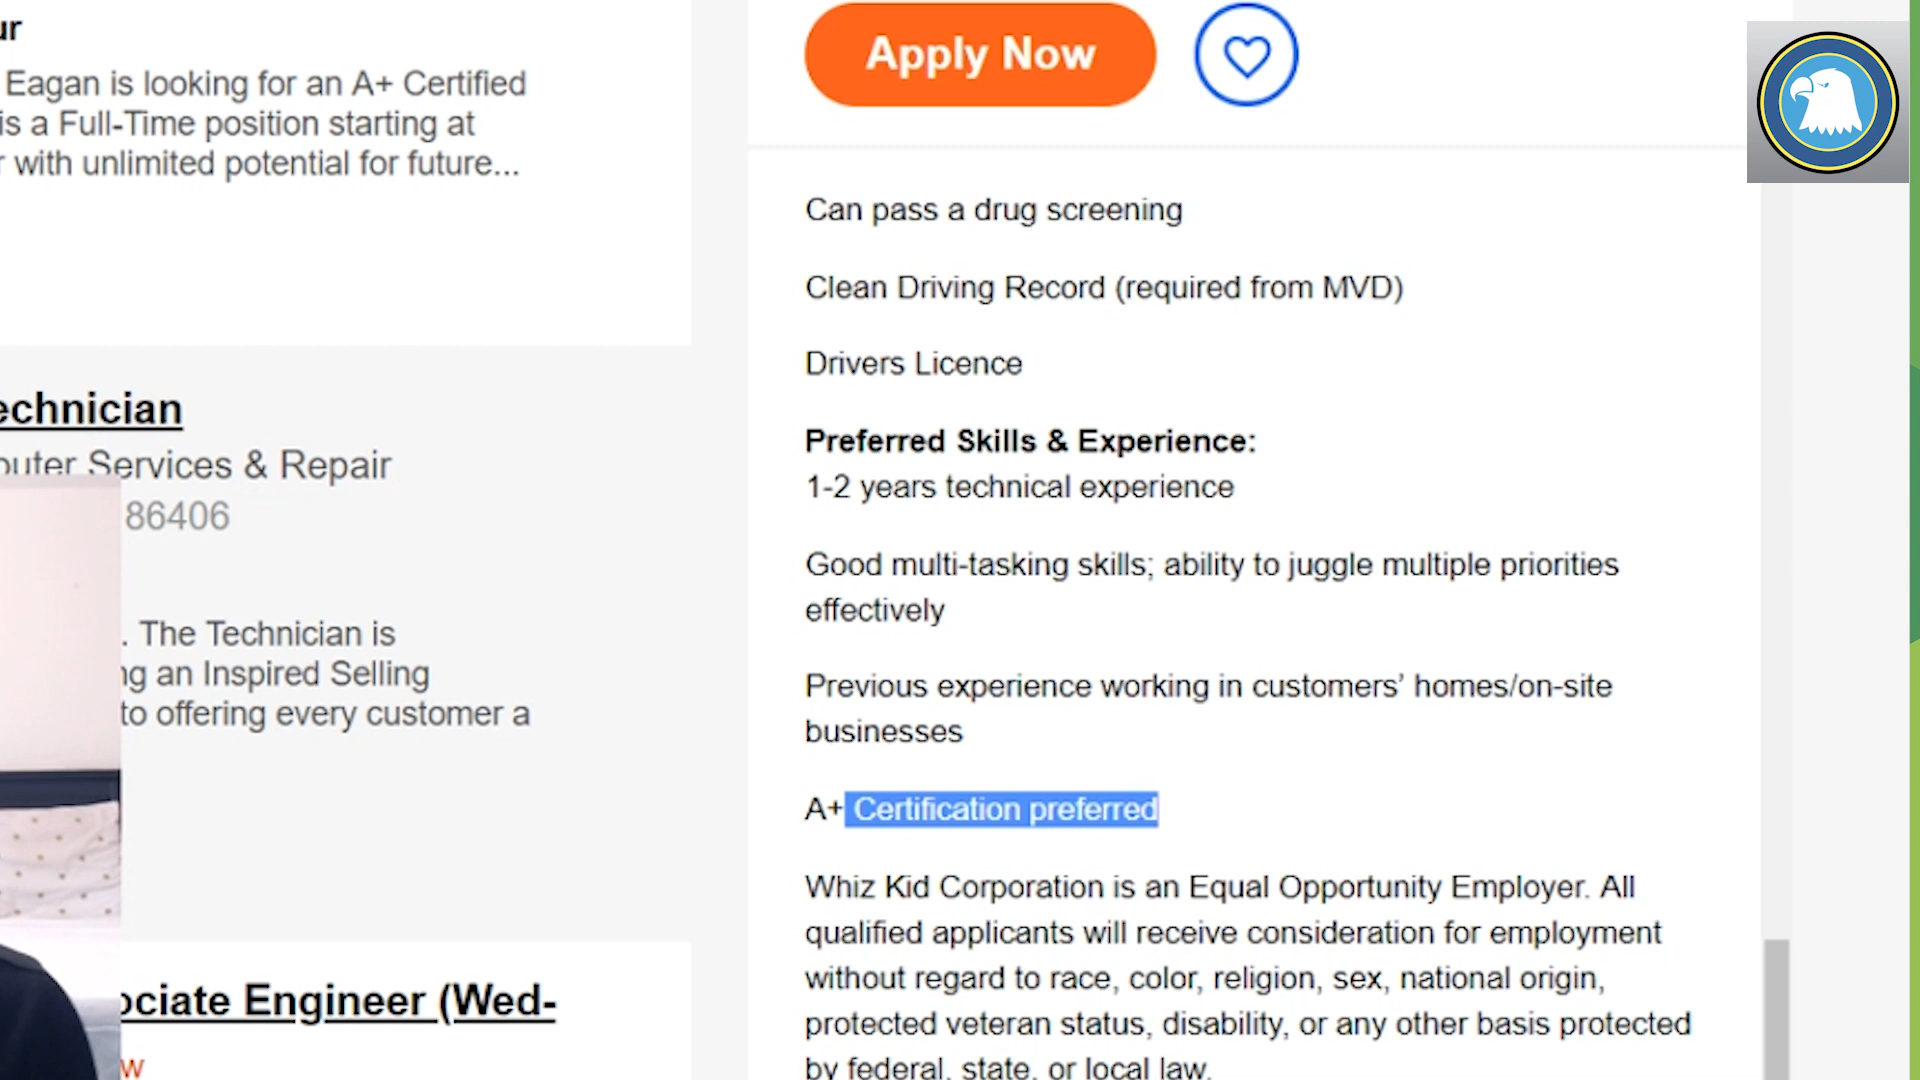 Eagan is looking for an A+ Certified
is a Full-Time position starting at
with unlimited potential for future...
Computer Services & Repair
86406
. The Technician is
an Inspired Selling
to offering every customer a
Engineer (Wed-
Apply Now
Can pass a drug screening
Clean Driving Record (required from MVD)
Drivers Licence
Preferred Skills & Experience:
1-2 years technical experience
Good multi-tasking skills; ability to juggle multiple priorities
effectively
Previous experience working in customers’ homes/on-site
businesses
A+ Certification preferred
Whiz Kid Corporation is an Equal Opportunity Employer. All
qualified applicants will receive consideration for employment
without regard to race, color, religion, sex, national origin,
protected veteran status, disability, or any other basis protected
by federal, state, or local law.